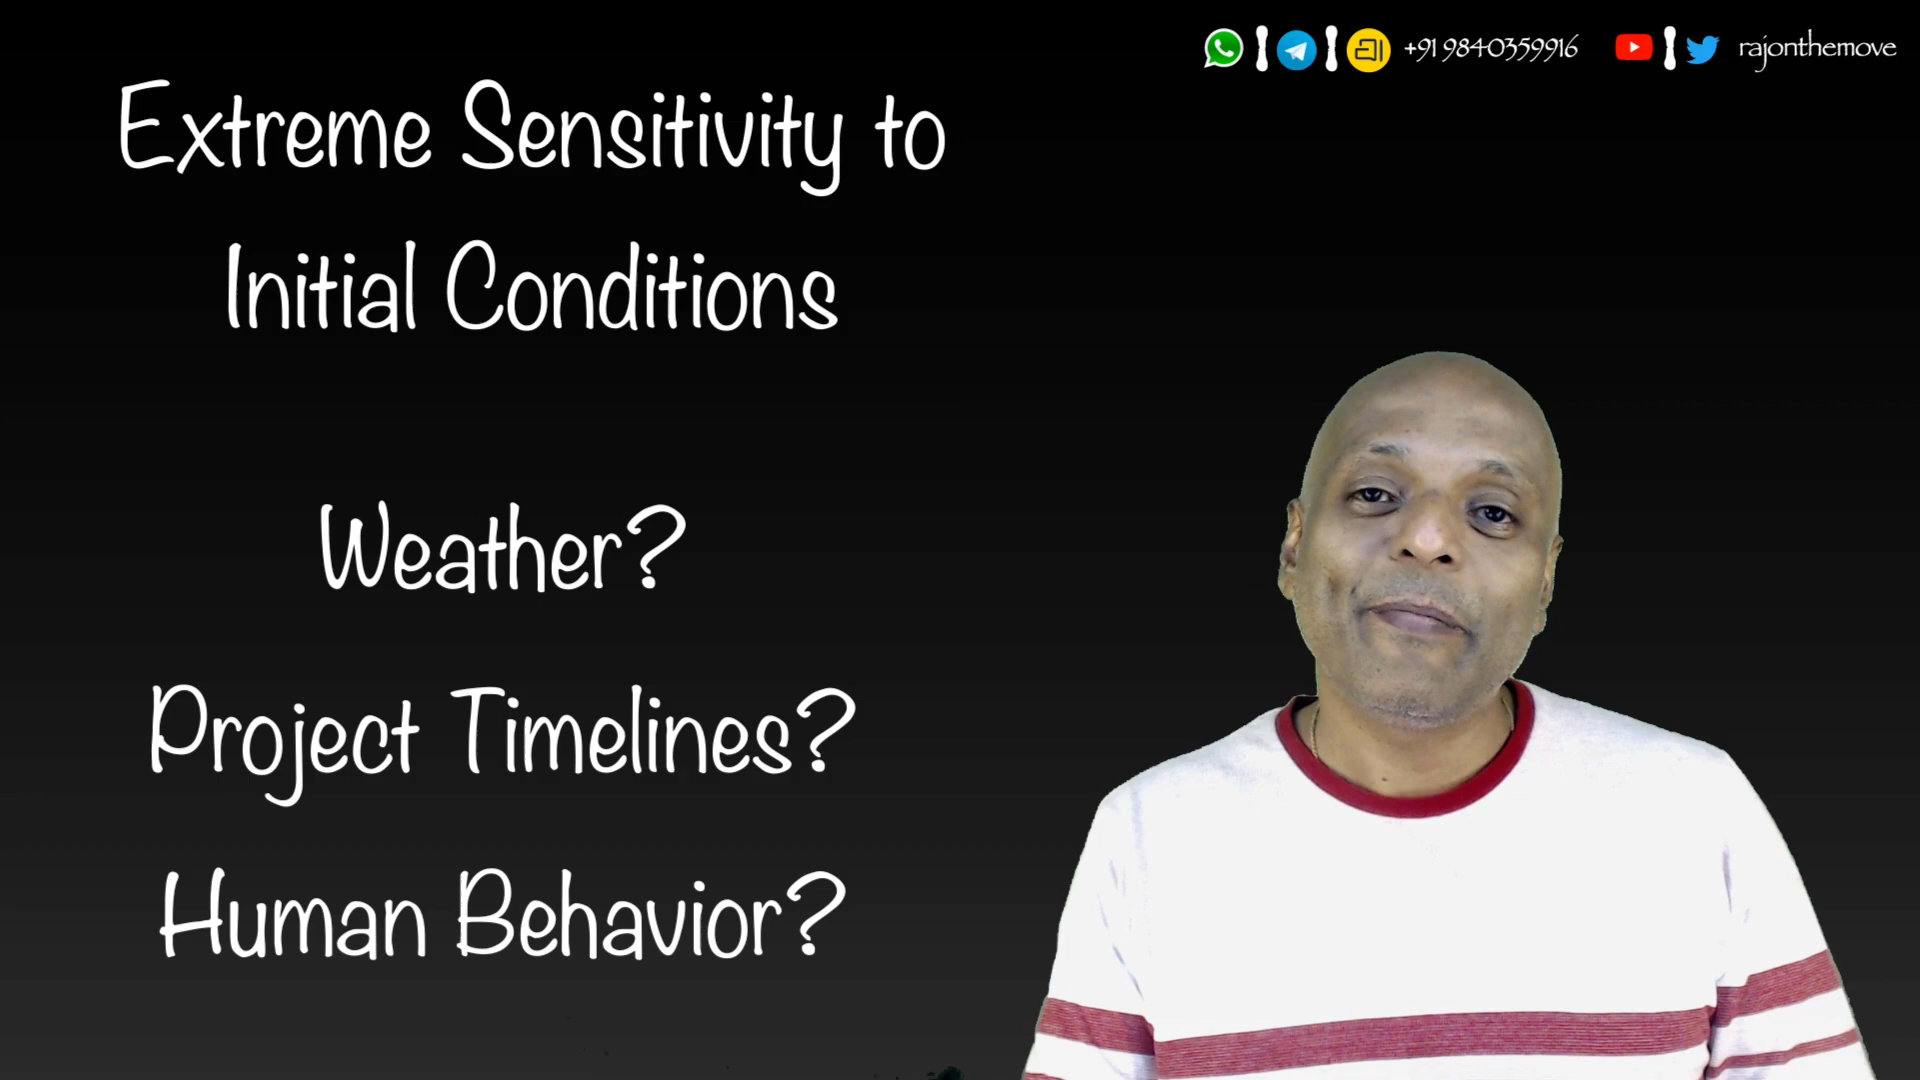 +91 9840359916 rajonthemove
Extreme Sensitivity to
Initial Conditions
Weather?
Project Timelines?
Human Behavior?